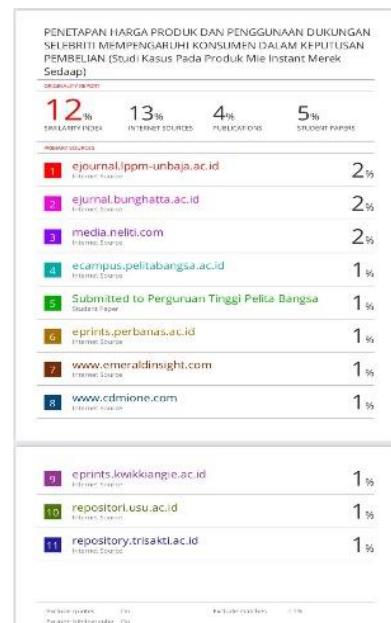 PENETAPAN HARGA PRODUK DAN PENGGUNAAN DUKUNGAN
SELEBRITI MEMPENGARUHI KONSUMEN DALAM KEPUTUSAN
PEMBELIAN (Studi Kasus Pada Produk Mie Instant Merek
Sedaap)
ORIGINALITY REPORT
12% 13% 4% 5%
SIMILARITY INDEX INTERNET SOURCES PUBLICATIONS STUDENT PAPERS
PRIMARY SOURCES
1 ejournal.lppm-unbaja.ac.id 2%
Internet Source
2 ejurnal.bunghatta.ac.id 2%
Internet Source
3 media.neliti.com 2%
Internet Source
4 ecampus.pelitabangsa.ac.id 1%
Internet Source
5 Submitted to Perguruan Tinggi Pelita Bangsa 1%
Student Paper
6 eprints.perbanas.ac.id 1%
Internet Source
7 www.emeraldinsight.com 1%
Internet Source
8 www.cdmione.com 1%
Internet Source
9 eprints.kwikkiangie.ac.id 1%
Internet Source
10 repositori.usu.ac.id 1%
Internet Source
11 repository.trisakti.ac.id 1%
Internet Source
Exclude quotes On Exclude matches
Exclude bibliography On